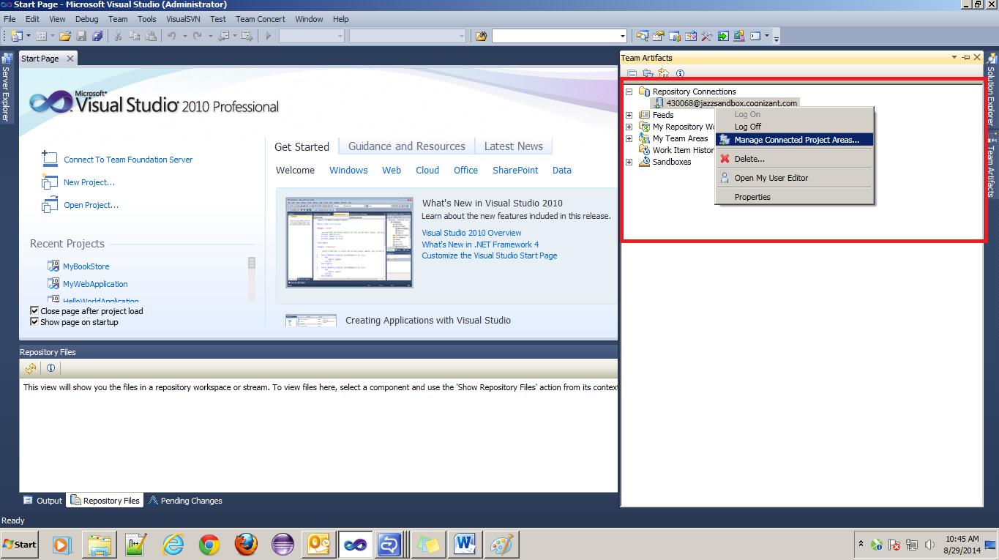 Start Page - Microsoft Visual Studio (Administrator)
File Edit View Debug Team Tools VisualSVN Test Team Concert Window Help
Server Explorer
Start Page
Microsoft®
Visual Studio® 2010 Professional
Connect To Team Foundation Server
New Project...
Open Project...
Recent Projects
MyBookStore
MyWebApplication
HelloWorldApplication
Close page after project load
Show page on startup
Get Started Guidance and Resources Latest News
Welcome Windows Web Cloud Office SharePoint Data
What's New in Visual Studio 2010
Learn about the new features included in this release.
Visual Studio 2010 Overview
What's New in .NET Framework 4
Customize the Visual Studio Start Page
Creating Applications with Visual Studio
Team Artifacts
Repository Connections
430068@jazzsandbox.cognizant.com
Feeds
My Repository Wo
My Team Areas
Work Item Histor
Sandboxes
Log On
Log Off
Manage Connected Project Areas...
Delete...
Open My User Editor
Properties
Solution Explorer
Team Artifacts
Repository Files
This view will show you the files in a repository workspace or stream. To view files here, select a component and use the 'Show Repository Files' action from its context
Output Repository Files Pending Changes
Ready
Start
10:45 AM
8/29/2014